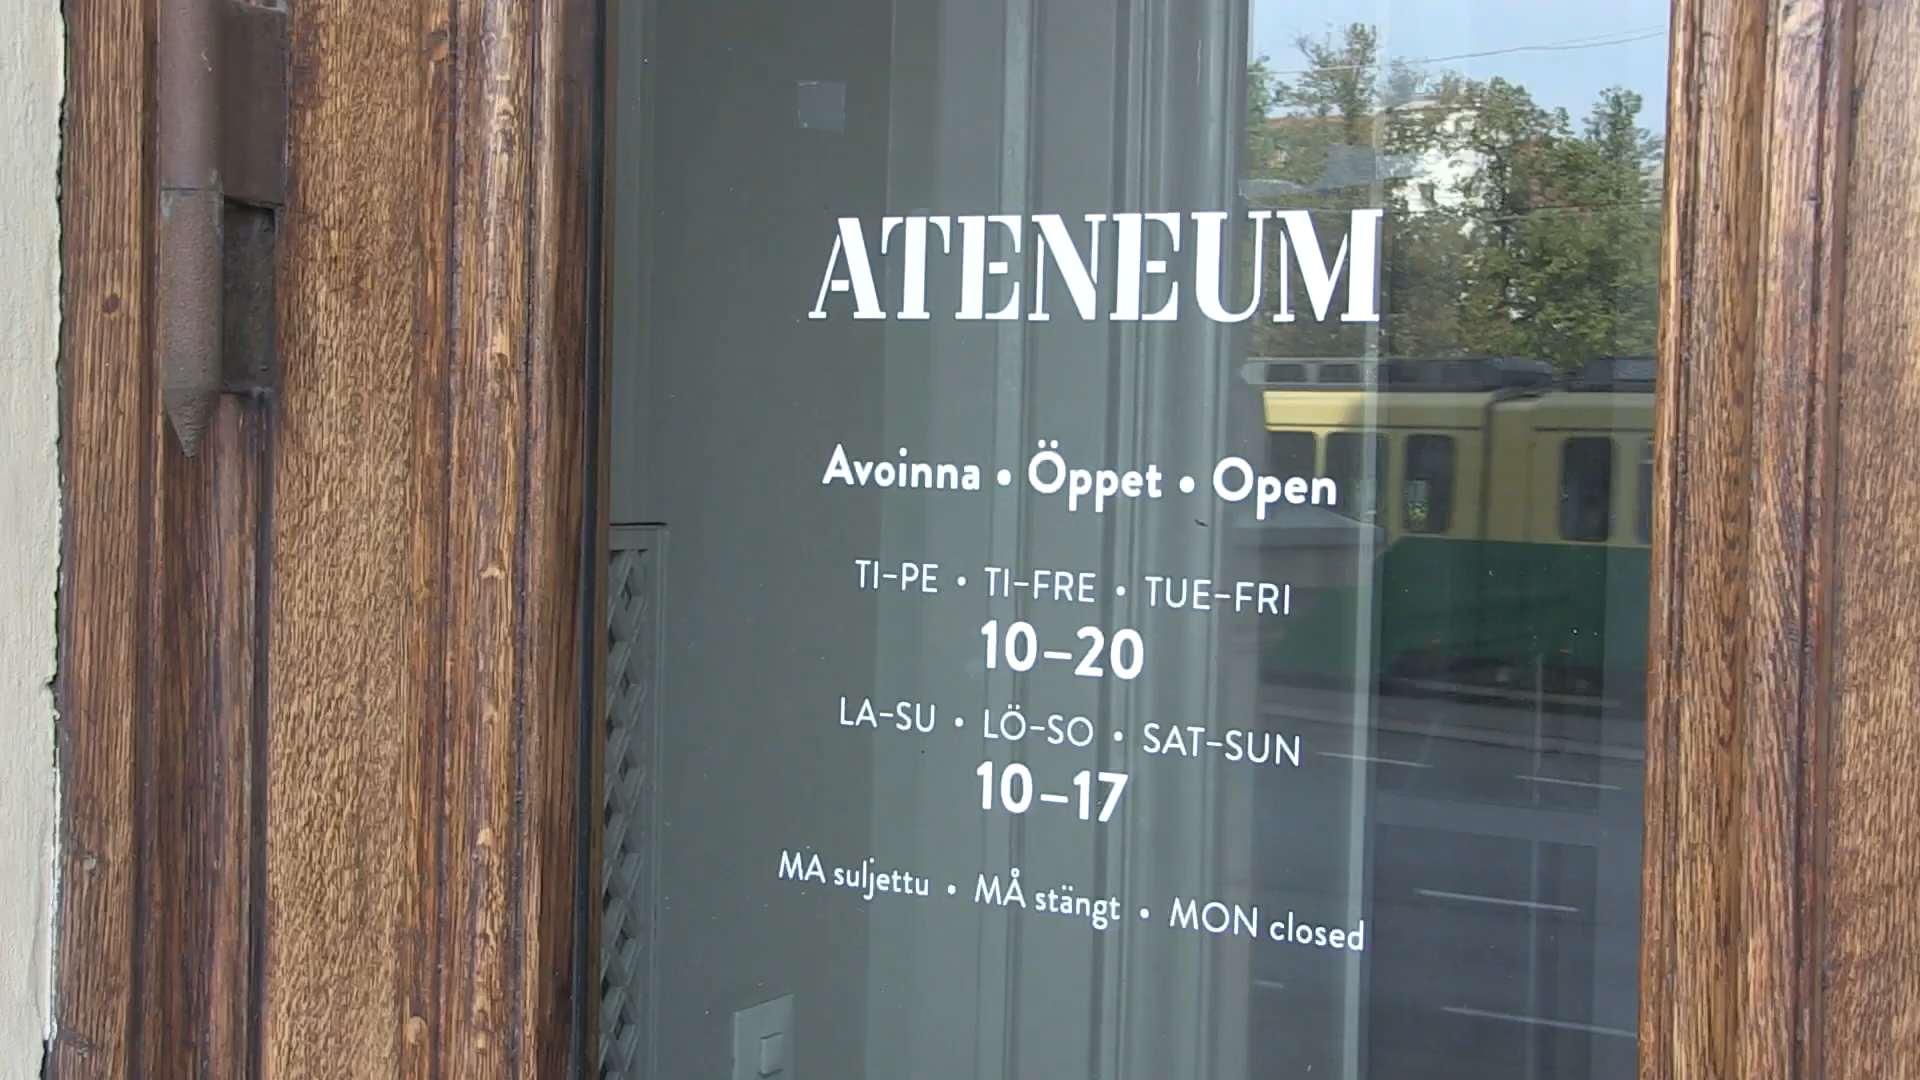 ATENEUM
Avoinna • Öppet • Open
TI–PE • TI–FRE • TUE–FRI
10–20
LA–SU • LÖ–SO • SAT–SUN
10–17
MA suljettu • MÅ stängt • MON closed